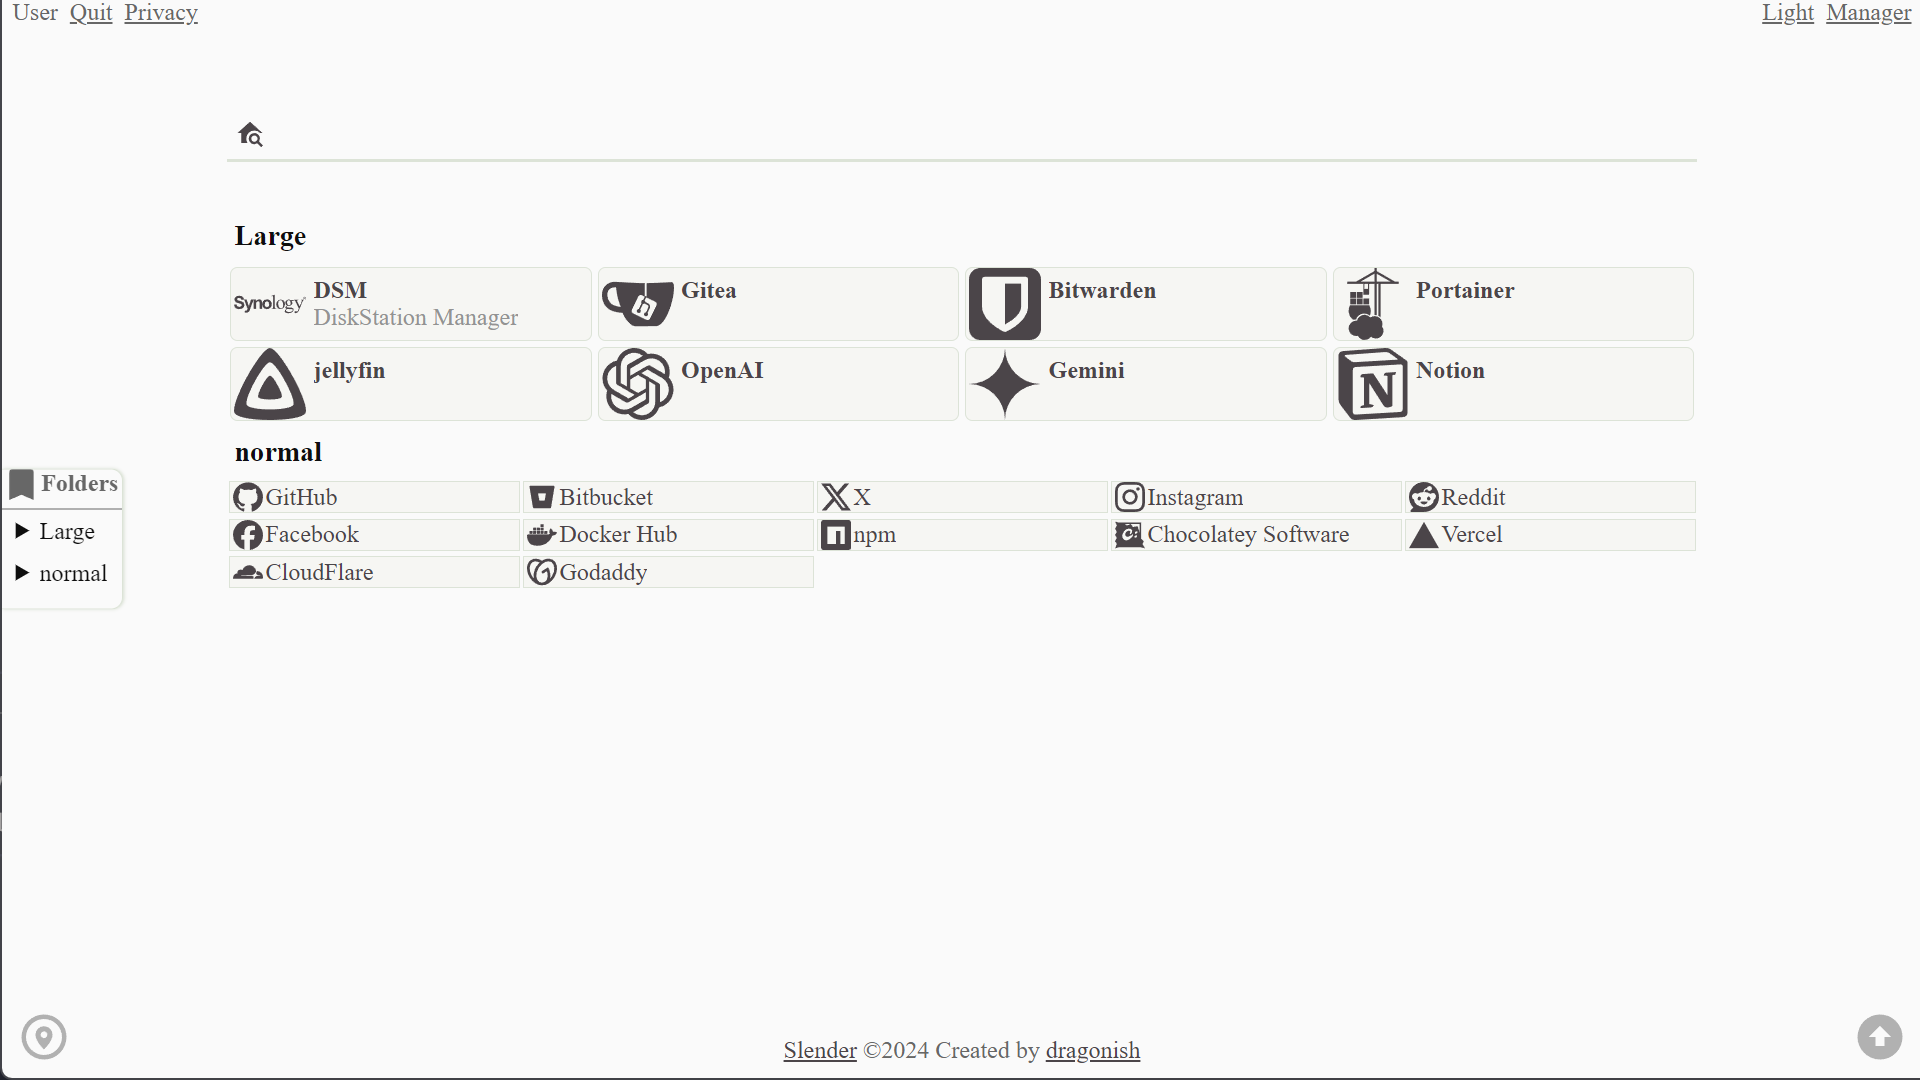 User Quit Privacy
Light Manager
Large
Synology
DSM
DiskStation Manager
Gitea
Bitwarden
Portainer
jellyfin
OpenAI
Gemini
N
Notion
normal
GitHub
Bitbucket
X
Instagram
Reddit
Facebook
Docker Hub
npm
Chocolatey Software
Vercel
CloudFlare
Godaddy
Folders
Large
normal
Slender ©2024 Created by dragonish